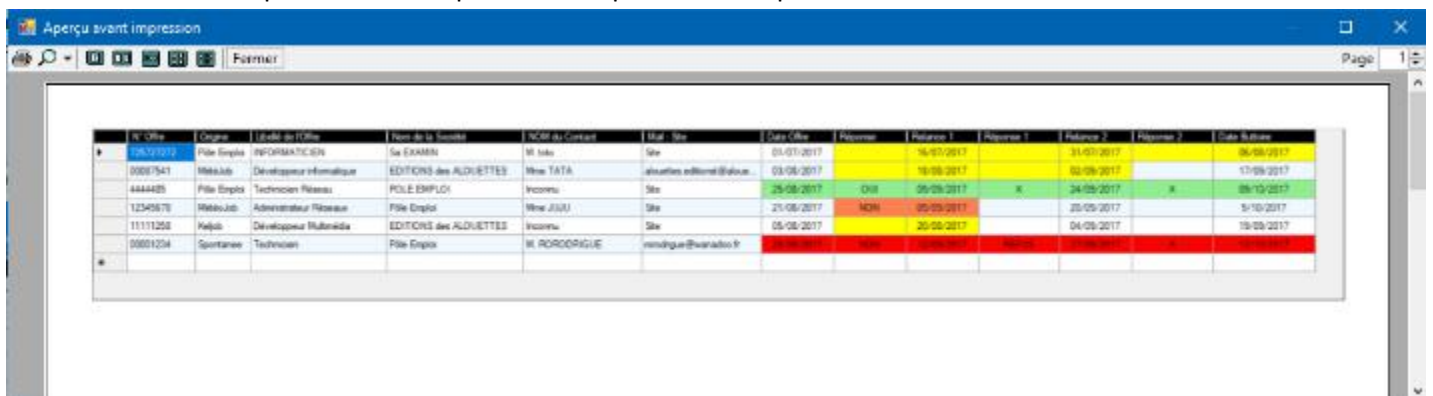 Aperçu avant impression
Fermer Page 1
N° Offre Origine Libellé de l'Offre Nom de la Société NOM du Contact Mail - Site Date Offre Réponse Relance 1 Réponse 1 Relance 2 Réponse 2 Date Buttoire
Pôle Emploi INFORMATICIEN Sa EXAMIN M. toto Site 01/07/2017 16/07/2017 31/07/2017 06/08/2017
00007541 MétéoJob Développeur informatique EDITIONS des ALOUETTES Mme TATA 03/08/2017 18/08/2017 02/09/2017 17/09/2017
4444485 Pôle Emploi Technicien Réseau POLE EMPLOI Inconnu Site 25/08/2017 OUI 09/09/2017 X 24/09/2017 X 09/10/2017
12345678 MétéoJob Administrateur Réseaux Pôle Emploi Mme JUJU Site 21/08/2017 NON 05/09/2017 20/09/2017 5/10/2017
11111258 Keljob Développeur Multimédia EDITIONS des ALOUETTES Inconnu Site 05/08/2017 20/08/2017 04/09/2017 19/09/2017
00001234 Spontanee Technicien Pôle Emploi M. RORODRIGUE NON